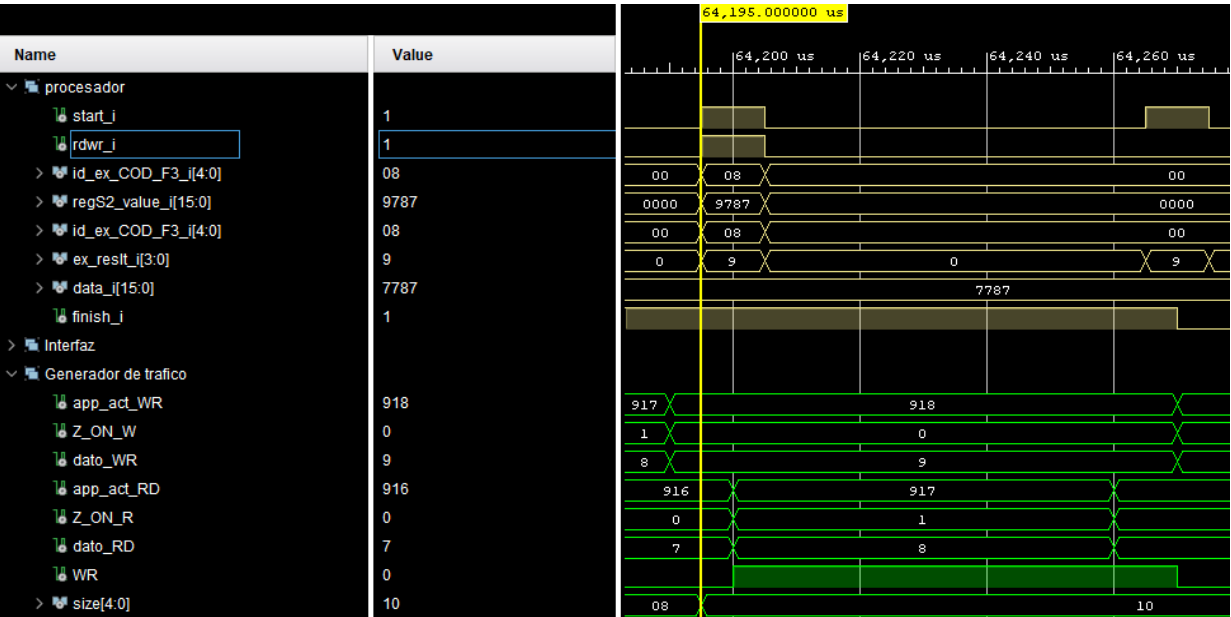 64,195.000000 us
Name Value 64,200 us 64,220 us 64,240 us 64,260 us
procesador
start_i 1
rdwr_i 1
id_ex_COD_F3_i[4:0] 08 00 08 00
regS2_value_i[15:0] 9787 0000 9787 0000
id_ex_COD_F3_i[4:0] 08 00 08 00
ex_reslt_i[3:0] 9 0 9 0 9
data_i[15:0] 7787 7787
finish_i 1
Interfaz
Generador de trafico
app_act_WR 918 917 918
Z_ON_W 0 1 0
dato_WR 9 8 9
app_act_RD 916 916 917
Z_ON_R 0 0 1
dato_RD 7 7 8
WR 0
size[4:0] 10 08 10